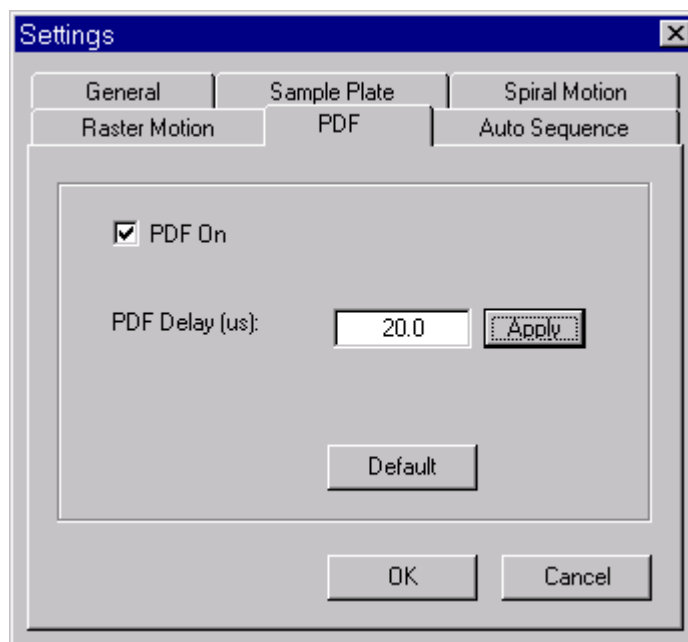 Settings
General Sample Plate Spiral Motion
Raster Motion PDF Auto Sequence
PDF On
PDF Delay (us): 20.0 Apply
Default
OK Cancel